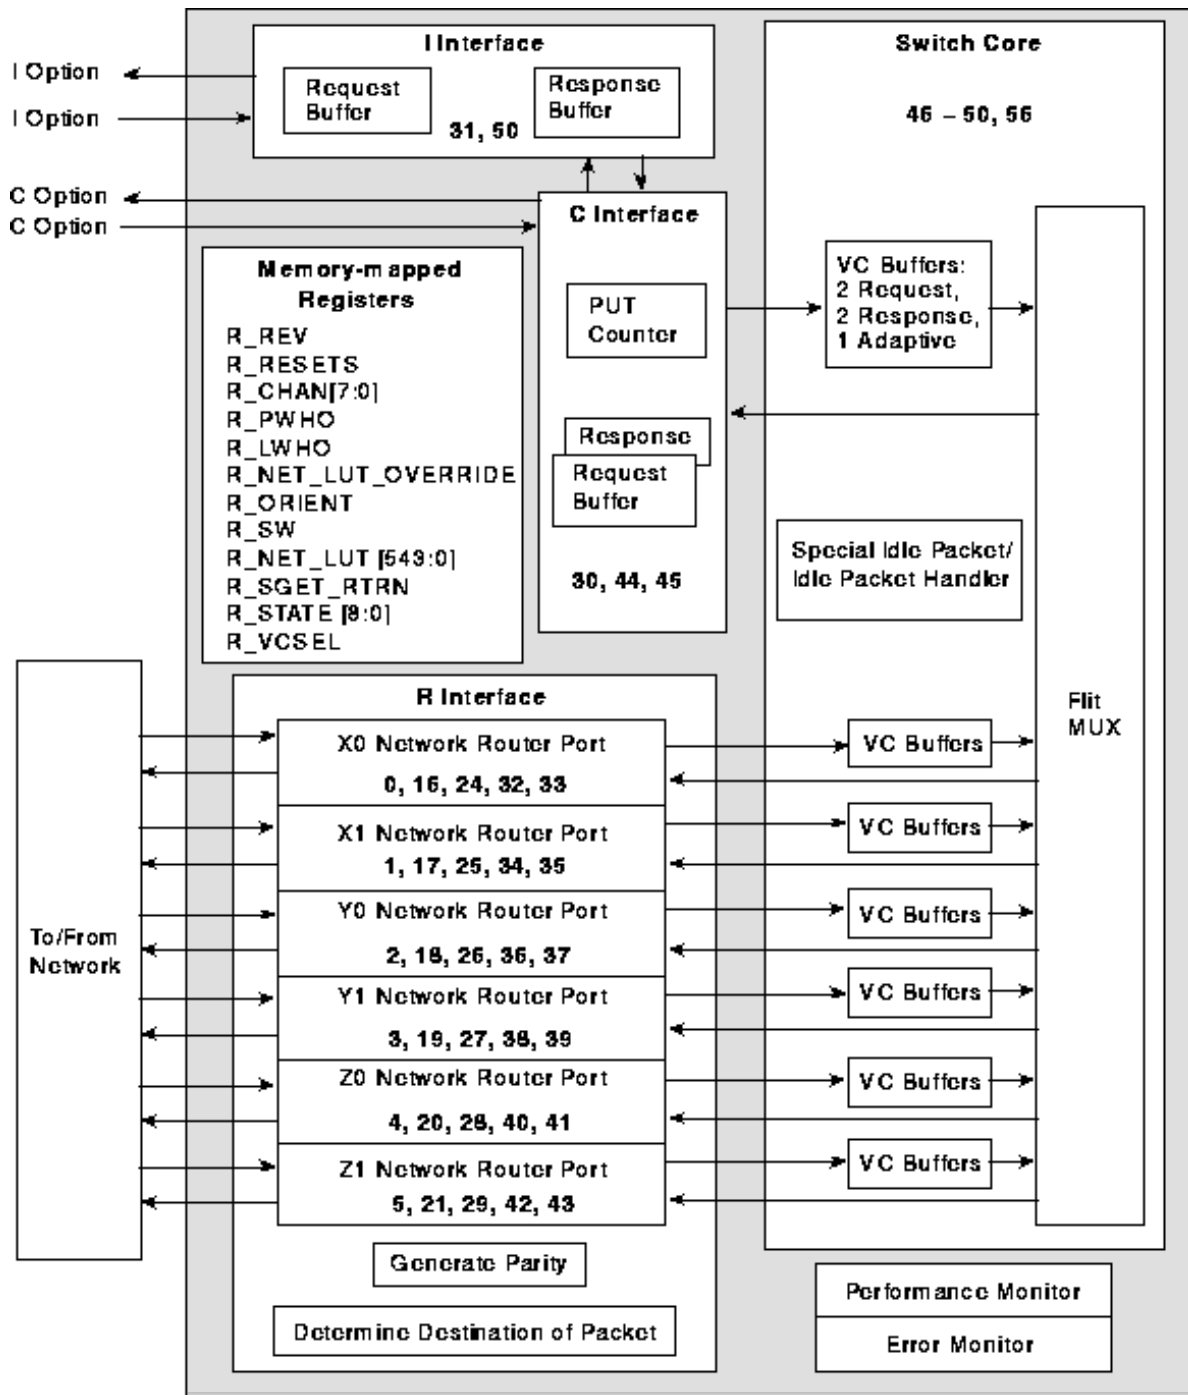 I Interface
Request
Buffer
Response
Buffer
31, 50
I Option
I Option
C Option
C Option
C Interface
PUT
Counter
Response
Request
Buffer
30, 44, 45
Memory-mapped
Registers
R_REV
R_RESETS
R_CHAN[7:0]
R_PWHO
R_LWHO
R_NET_LUT_OVERRIDE
R_ORIENT
R_SW
R_NET_LUT [543:0]
R_SGET_RTRN
R_STATE [8:0]
R_VCSEL
Switch Core
46 – 50, 56
VC Buffers:
2 Request,
2 Response,
1 Adaptive
Special Idle Packet/
Idle Packet Handler
Flit
MUX
To/From
Network
R Interface
X0 Network Router Port
0, 16, 24, 32, 33
VC Buffers
X1 Network Router Port
1, 17, 25, 34, 35
VC Buffers
Y0 Network Router Port
2, 18, 26, 36, 37
VC Buffers
Y1 Network Router Port
3, 19, 27, 38, 39
VC Buffers
Z0 Network Router Port
4, 20, 28, 40, 41
VC Buffers
Z1 Network Router Port
5, 21, 29, 42, 43
VC Buffers
Generate Parity
Determine Destination of Packet
Performance Monitor
Error Monitor